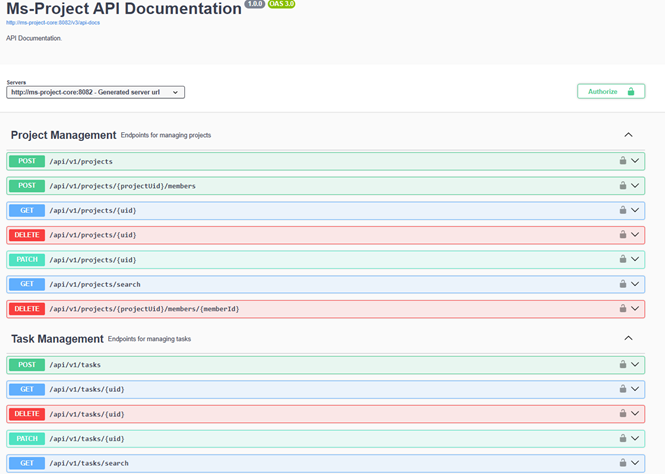 Ms-Project API Documentation 1.0.0 OAS 3.0
http://ms-project-core:8082/v3/api-docs
API Documentation.
Servers
http://ms-project-core:8082 - Generated server url
Authorize
Project Management Endpoints for managing projects
POST /api/v1/projects
POST /api/v1/projects/{projectUid}/members
GET /api/v1/projects/{uid}
DELETE /api/v1/projects/{uid}
PATCH /api/v1/projects/{uid}
GET /api/v1/projects/search
DELETE /api/v1/projects/{projectUid}/members/{memberId}
Task Management Endpoints for managing tasks
POST /api/v1/tasks
GET /api/v1/tasks/{uid}
DELETE /api/v1/tasks/{uid}
PATCH /api/v1/tasks/{uid}
GET /api/v1/tasks/search